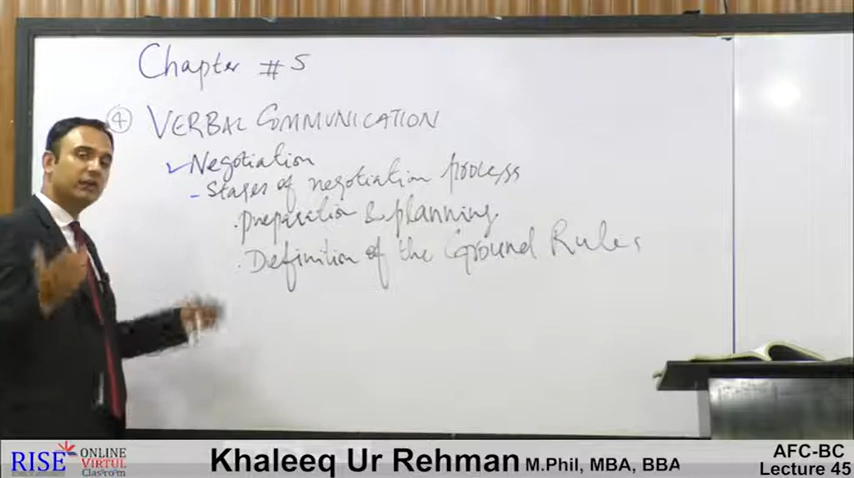 Chapter #5
④ VERBAL COMMUNICATION
Negotiation
- Stages of negotiation process
. Preparation & planning
. Definition of the Ground Rules
RISE ONLINE
VIRTUL
Classroom
Khaleeq Ur Rehman M.Phil, MBA, BBA
AFC-BC
Lecture 45